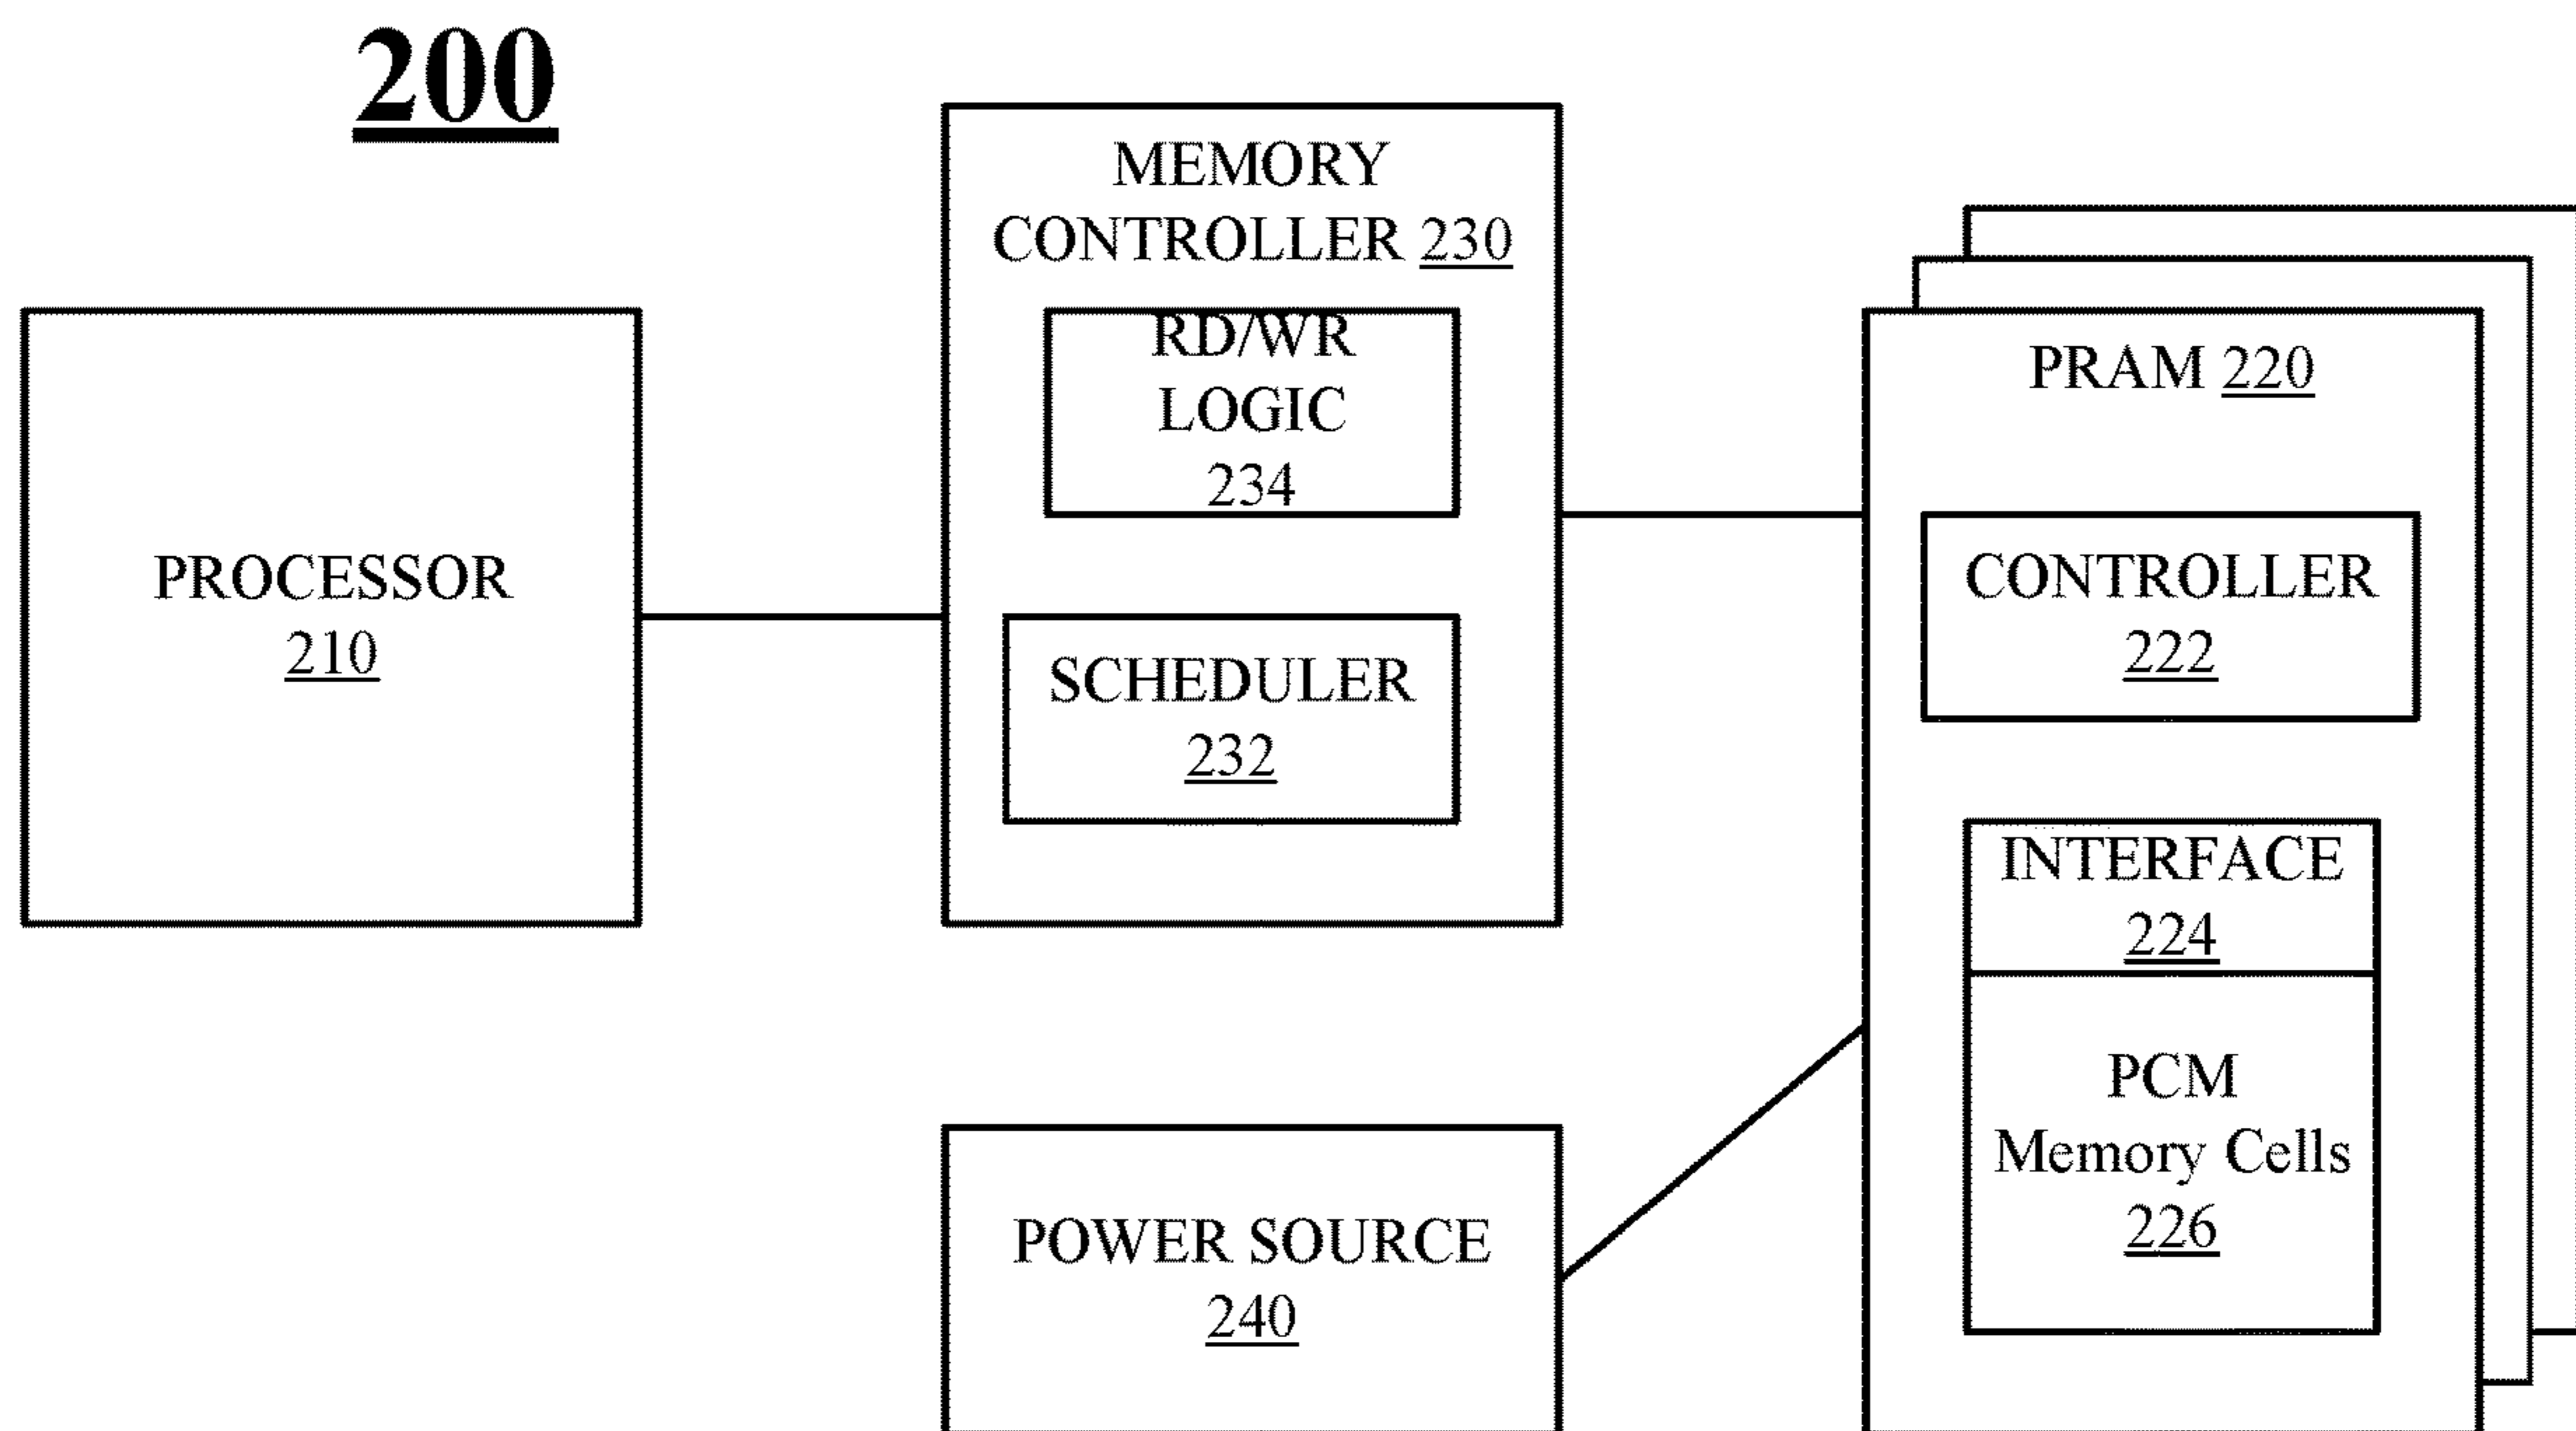 200
MEMORY
CONTROLLER 230
RD/WR
LOGIC
234
SCHEDULER
232
PROCESSOR
210
PRAM 220
CONTROLLER
222
INTERFACE
224
PCM
Memory Cells
226
POWER SOURCE
240